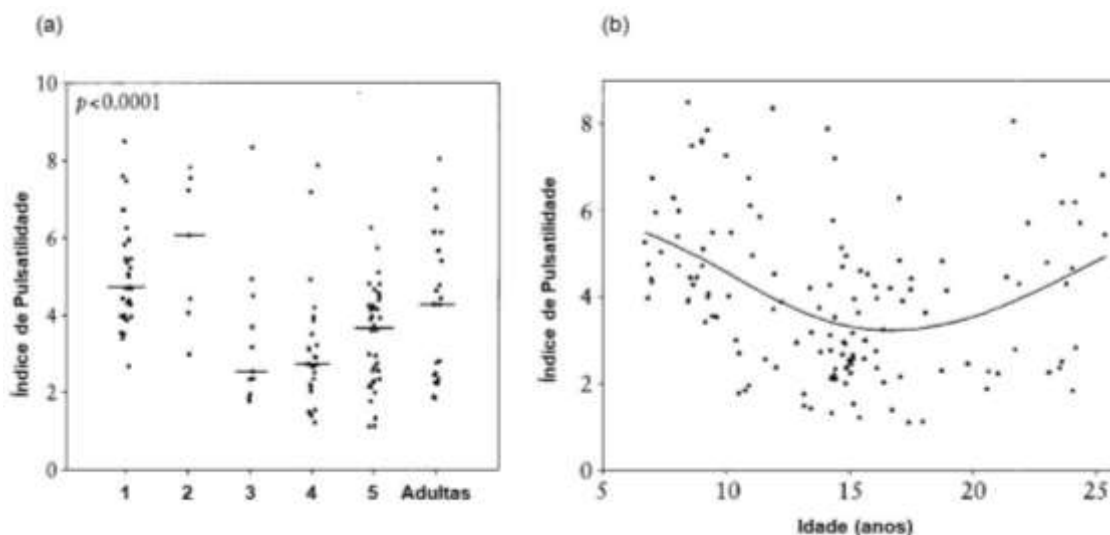 (a)
(b)
Índice de Pulsatilidade
10
8
6
4
2
0
p<0.0001
1 2 3 4 5 Adultas
Índice de Pulsatilidade
8
6
4
2
0
5 10 15 20 25
Idade (anos)